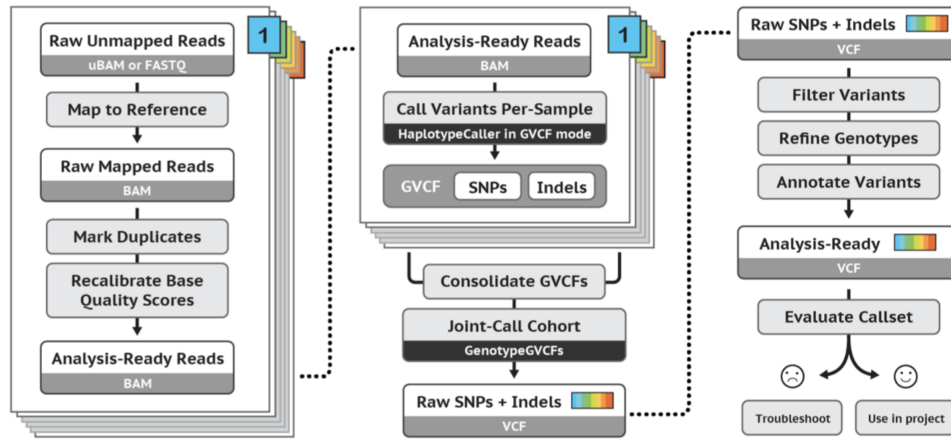 1
Raw Unmapped Reads
uBAM or FASTQ
Map to Reference
Raw Mapped Reads
BAM
Mark Duplicates
Recalibrate Base
Quality Scores
Analysis-Ready Reads
BAM
1
Analysis-Ready Reads
BAM
Call Variants Per-Sample
HaplotypeCaller in GVCF mode
GVCF SNPs Indels
Consolidate GVCFs
Joint-Call Cohort
GenotypeGVCFs
Raw SNPs + Indels
VCF
Raw SNPs + Indels
VCF
Filter Variants
Refine Genotypes
Annotate Variants
Analysis-Ready
VCF
Evaluate Callset
Troubleshoot
Use in project